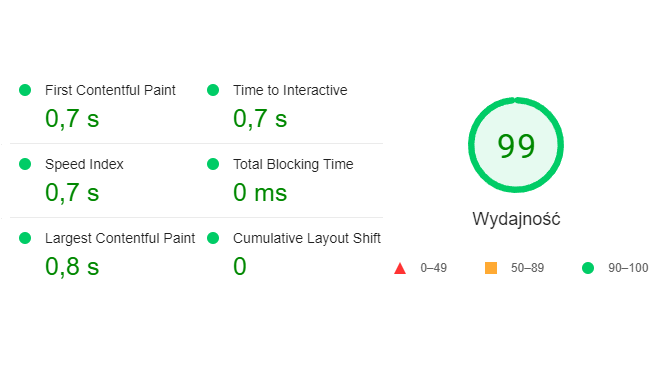 First Contentful Paint
0,7 s
Time to Interactive
0,7 s
Speed Index
0,7 s
Total Blocking Time
0 ms
Largest Contentful Paint
0,8 s
Cumulative Layout Shift
0
99
Wydajność
0–49
50–89
90–100